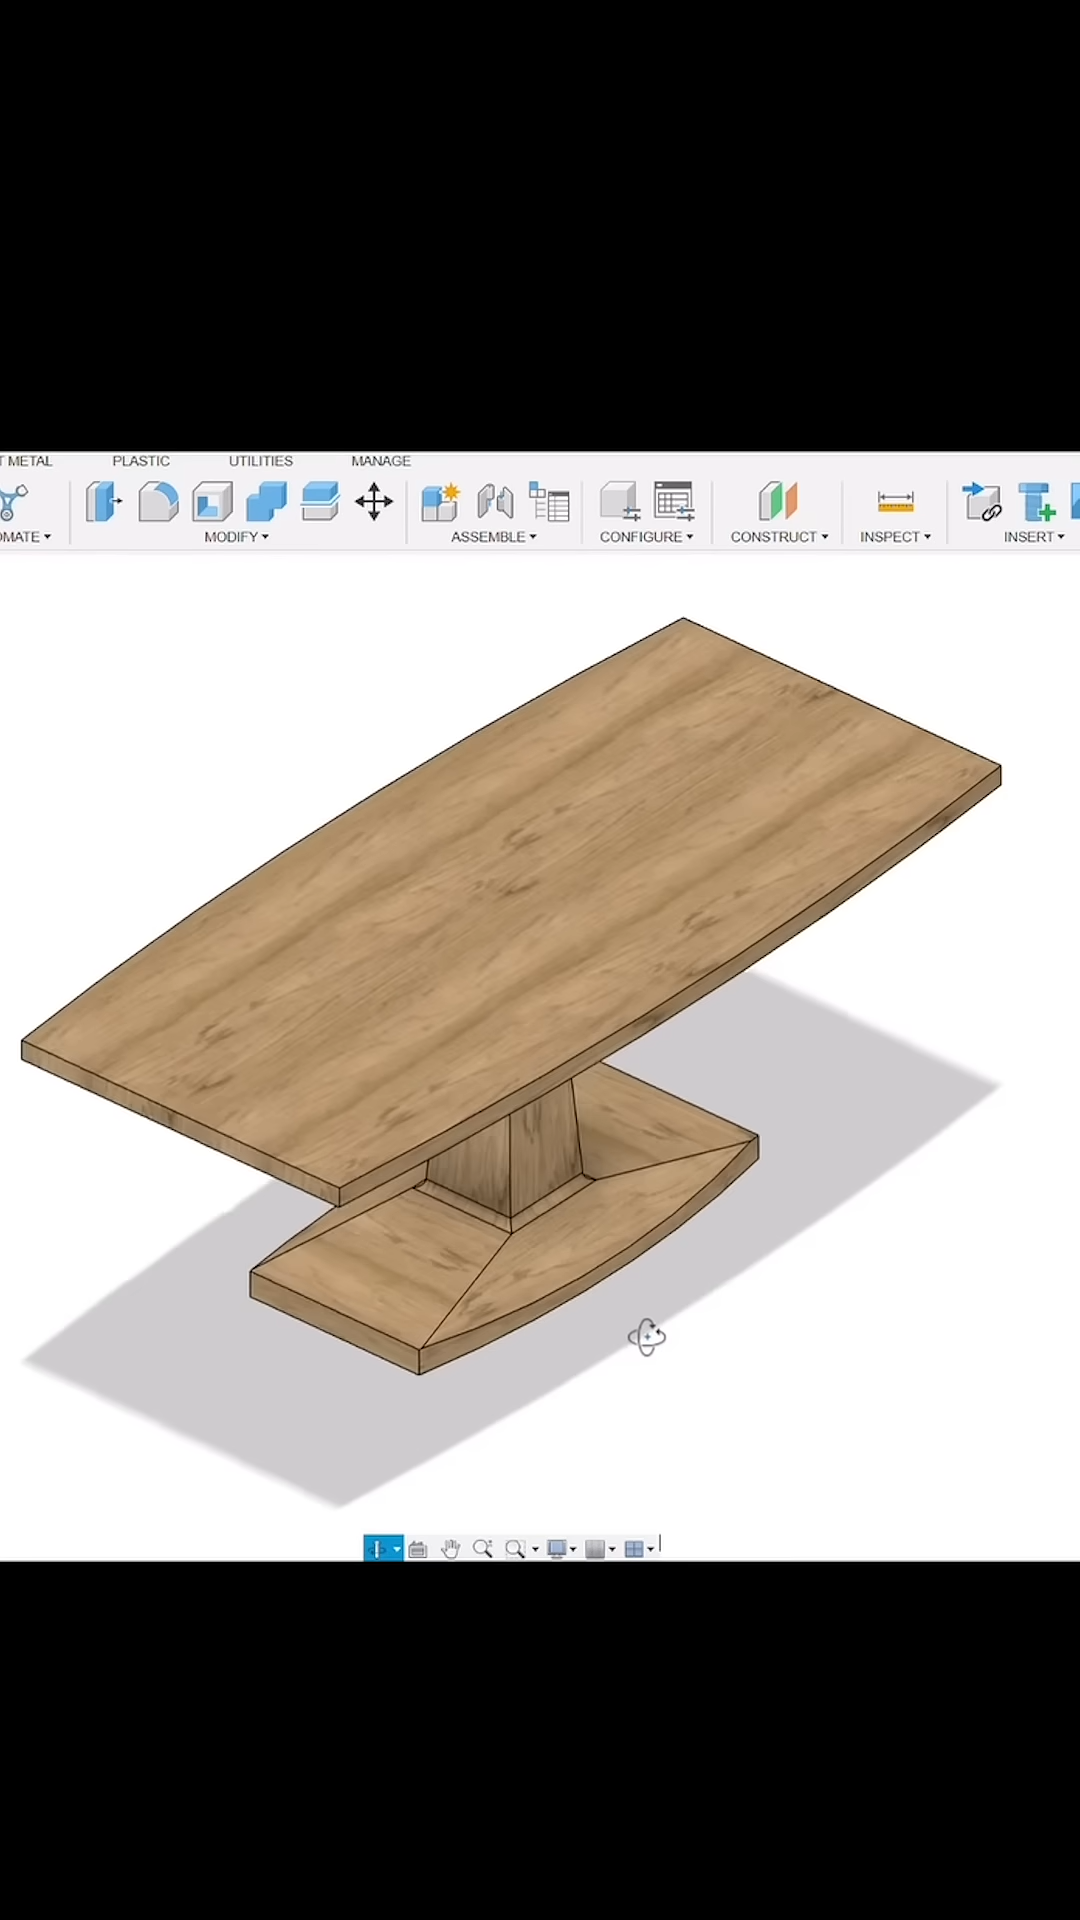 T METAL PLASTIC UTILITIES MANAGE
OMATE MODIFY ASSEMBLE CONFIGURE CONSTRUCT INSPECT INSERT